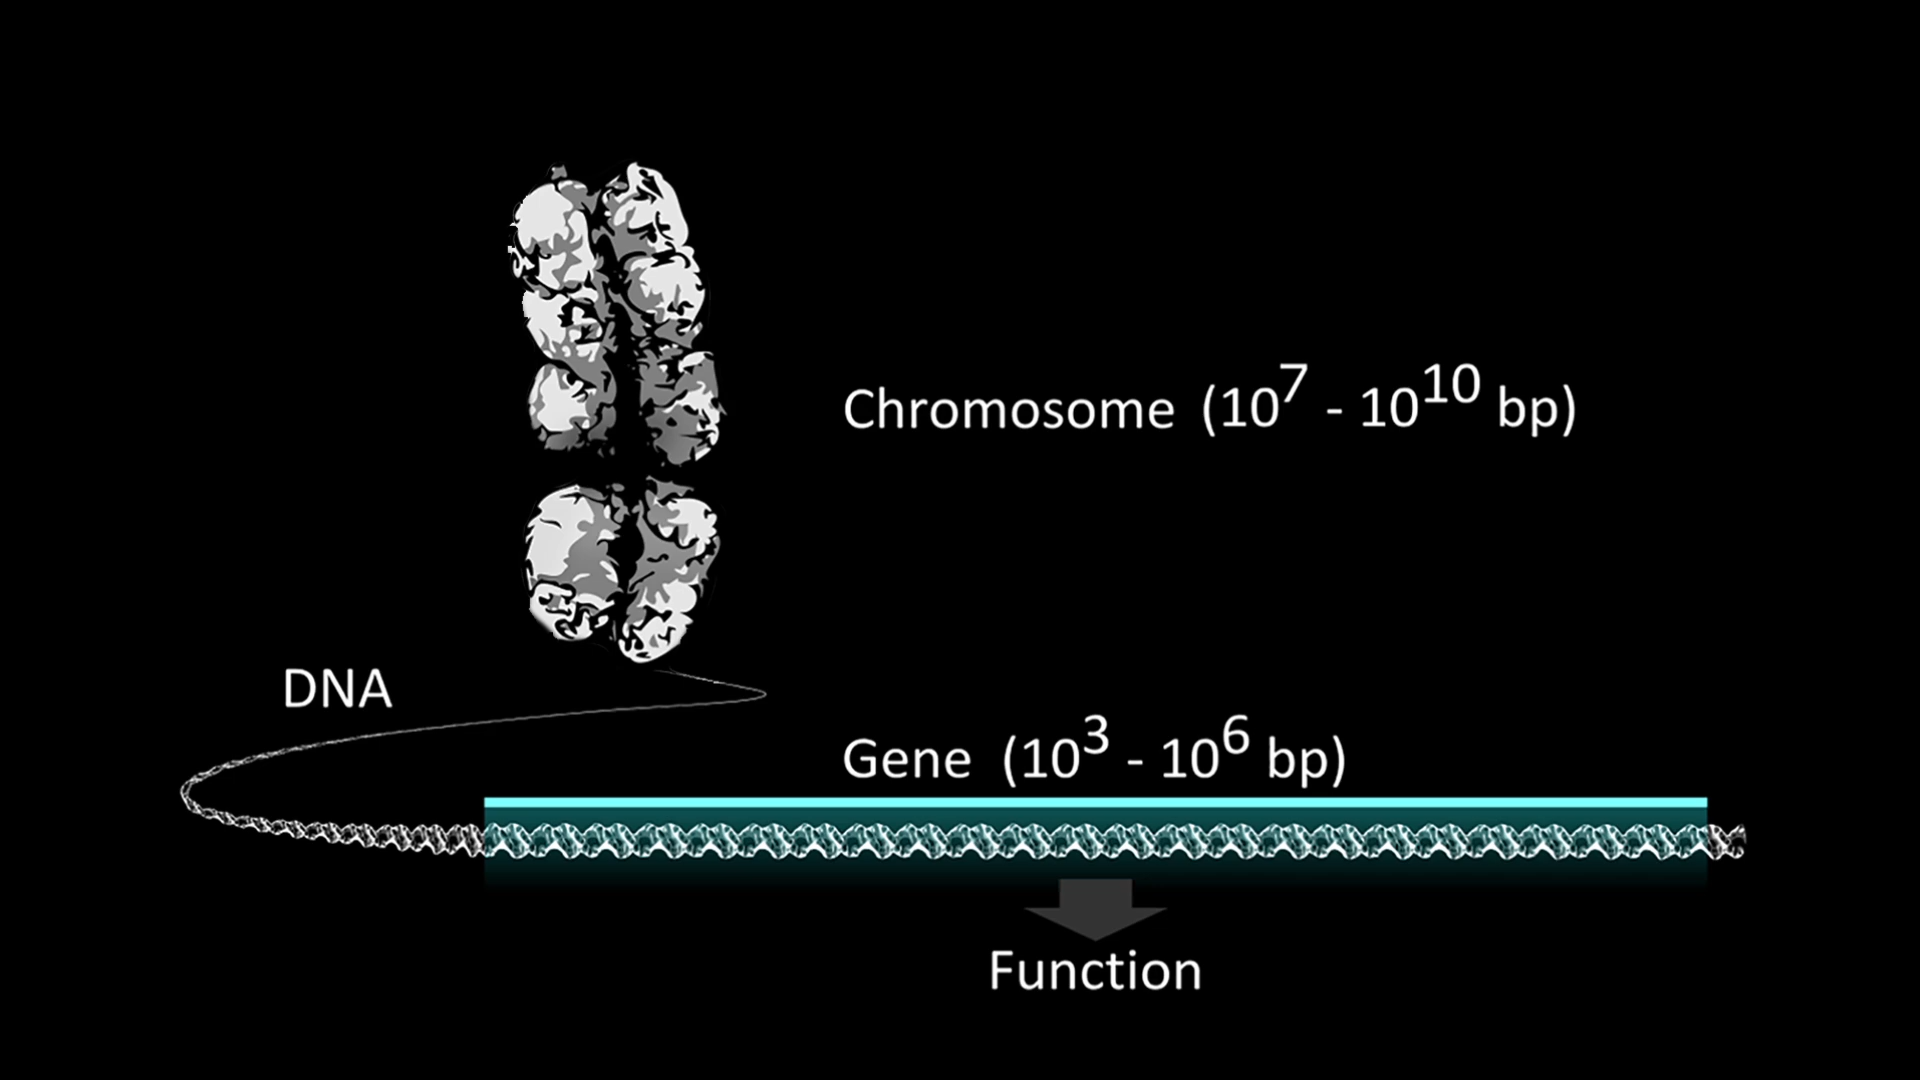 Chromosome (10⁷ - 10¹⁰ bp)
DNA
Gene (10³ - 10⁶ bp)
Function